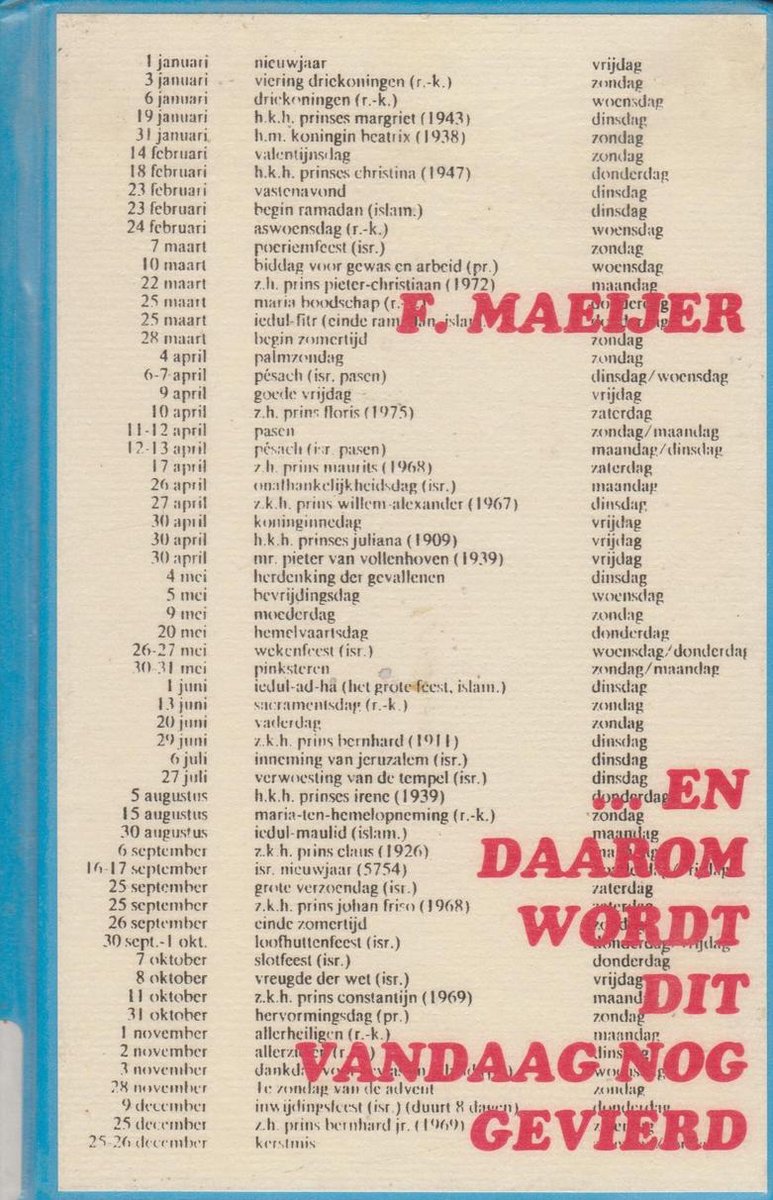 1 januari nieuwjaar vrijdag
3 januari viering driekoningen (r.-k.) zondag
6 januari driekoningen (r.-k.) woensdag
19 januari h.k.h. prinses margriet (1943) dinsdag
31 januari h.m. koningin beatrix (1938) zondag
14 februari valentijnsdag zondag
18 februari h.k.h. prinses christina (1947) donderdag
23 februari vastenavond dinsdag
23 februari begin ramadan (islam.) dinsdag
24 februari aswoensdag (r.-k.) woensdag
7 maart poeriemfeest (isr.) zondag
10 maart biddag voor gewas en arbeid (pr.) woensdag
22 maart z.h. prins pieter-christiaan (1972) maandag
25 maart maria boodschap (r. donderdag
F. MAEIJER
25 maart iedul-fitr (einde
28 maart begin zomertijd zondag
4 april palmzondag zondag
6-7 april pésach (isr. pasen) dinsdag/woensdag
9 april goede vrijdag vrijdag
10 april z.h. prins floris (1975) zaterdag
11-12 april pasen zondag/maandag
12-13 april pésach (isr. pasen) maandag/dinsdag
17 april z.h. prins maurits (1968) zaterdag
26 april onafhankelijkheidsdag (isr.) maandag
27 april z.k.h. prins willem-alexander (1967) dinsdag
30 april koninginnedag vrijdag
30 april h.k.h. prinses juliana (1909) vrijdag
30 april mr. pieter van vollenhoven (1939) vrijdag
4 mei herdenking der gevallenen dinsdag
5 mei bevrijdingsdag woensdag
9 mei moederdag zondag
20 mei hemelvaartsdag donderdag
26-27 mei wekenfeest (isr.) woensdag/donderdag
30-31 mei pinksteren zondag/maandag
1 juni iedul-ad-ha (het grote feest, islam.) dinsdag
13 juni sacramentsdag (r.-k.) zondag
20 juni vaderdag zondag
29 juni z.k.h. prins bernhard (1911) dinsdag
6 juli inneming van jeruzalem (isr.) dinsdag
27 juli verwoesting van de tempel (isr.) dinsdag
5 augustus h.k.h. prinses irene (1939) donderdag
... EN
15 augustus maria-ten-hemelopneming (r.-k.) zondag
30 augustus iedul-maulid (islam.) maandag
6 september z.k.h. prins claus (1926)
DAAROM
16-17 september isr. nieuwjaar (5754)
25 september grote verzoendag (isr.) zaterdag
25 september z.k.h. prins johan friso (1968)
26 september einde zomertijd
WORDT
30 sept.-1 okt. loofhuttenfeest (isr.)
7 oktober slotfeest (isr.) donderdag
8 oktober vreugde der wet (isr.) vrijdag
11 oktober z.k.h. prins constantijn (1969)
DIT
31 oktober hervormingsdag (pr.) zondag
1 november allerheiligen (r.-k.) maandag
2 november
VANDAAG NOG
3 november
28 november 1e zondag van de advent zondag
9 december inwijdingsfeest (isr.) (duurt 8 dagen) donderdag
25 december z.h. prins bernhard jr. (1969)
GEVIERD
25-26 december kerstmis